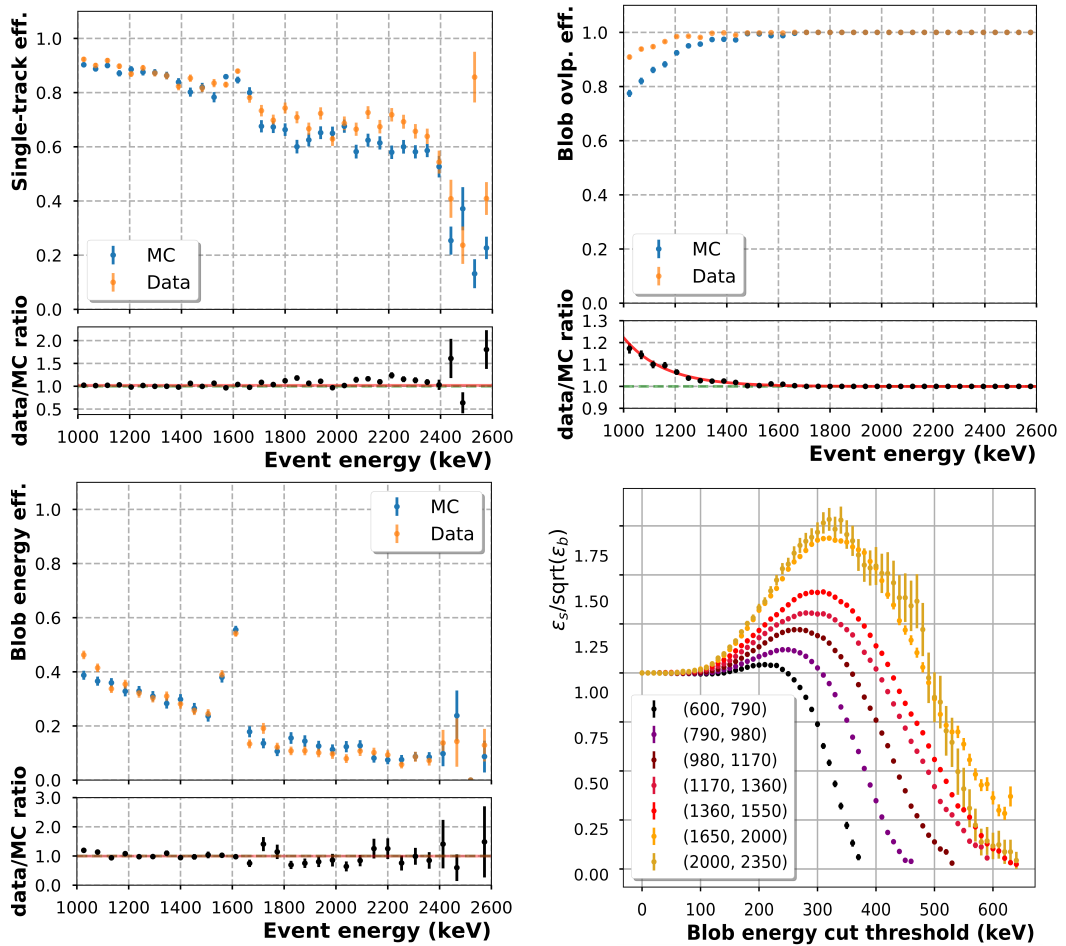 Single-track eff.
1.0
0.8
0.6
0.4
0.2
0.0
MC
Data
data/MC ratio
2.0
1.5
1.0
0.5
1000 1200 1400 1600 1800 2000 2200 2400 2600
Event energy (keV)
Blob ovlp. eff.
1.0
0.8
0.6
0.4
0.2
0.0
MC
Data
data/MC ratio
1.3
1.2
1.1
1.0
0.9
1000 1200 1400 1600 1800 2000 2200 2400 2600
Event energy (keV)
Blob energy eff.
1.0
0.8
0.6
0.4
0.2
0.0
MC
Data
data/MC ratio
3.0
2.0
1.0
0.0
1000 1200 1400 1600 1800 2000 2200 2400 2600
Event energy (keV)
εs/sqrt(εb)
1.75
1.50
1.25
1.00
0.75
0.50
0.25
0.00
(600, 790)
(790, 980)
(980, 1170)
(1170, 1360)
(1360, 1550)
(1650, 2000)
(2000, 2350)
0 100 200 300 400 500 600
Blob energy cut threshold (keV)